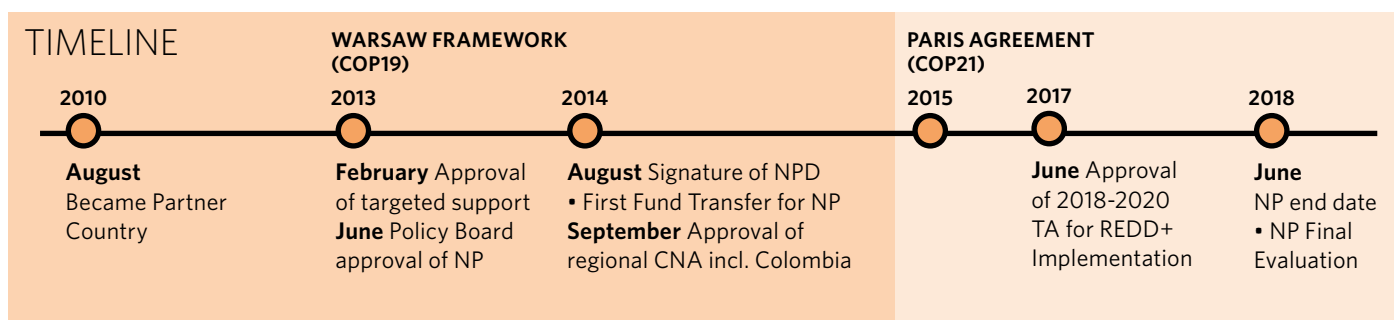 TIMELINE
WARSAW FRAMEWORK
(COP19)
PARIS AGREEMENT
(COP21)
2010
August
Became Partner
Country
2013
February Approval
of targeted support
June Policy Board
approval of NP
2014
August Signature of NPD
• First Fund Transfer for NP
September Approval of
regional CNA incl. Colombia
2015
2017
June Approval
of 2018-2020
TA for REDD+
Implementation
2018
June
NP end date
• NP Final
Evaluation